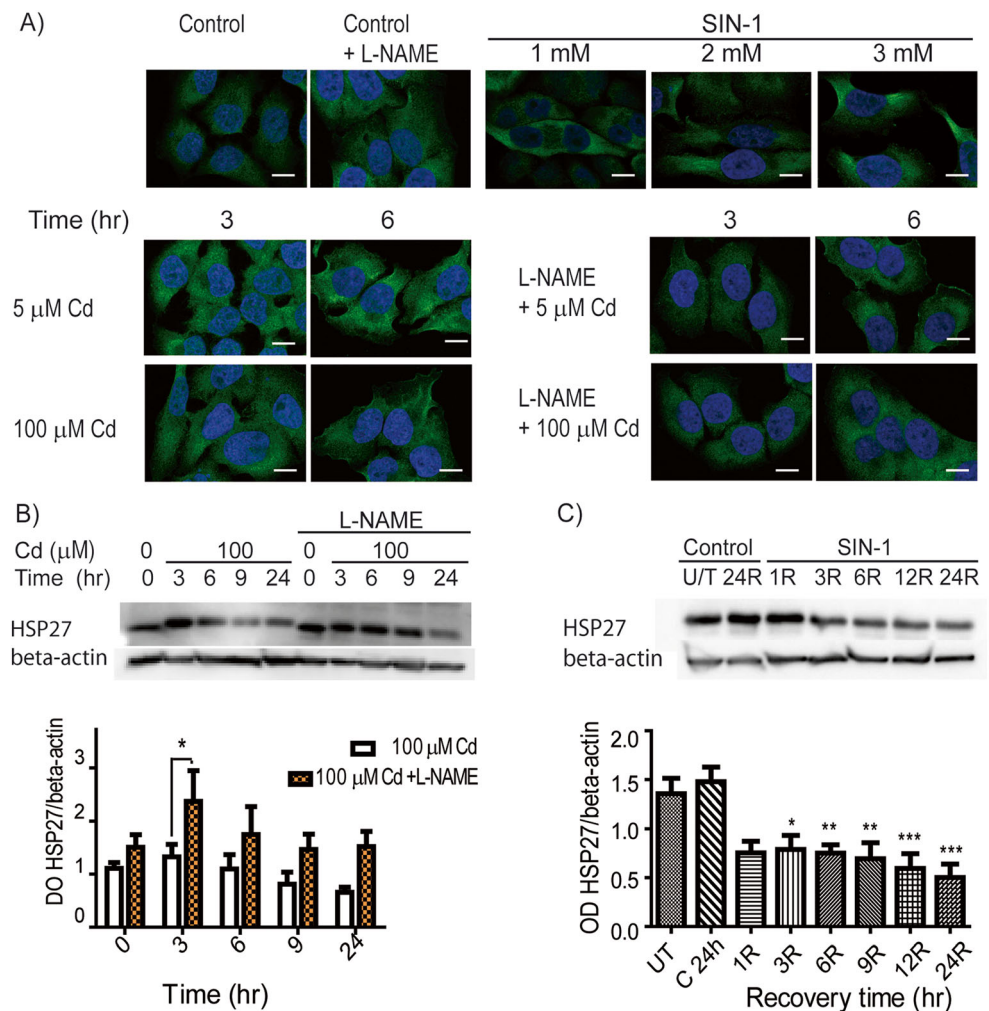 A)
Control
Control
+ L-NAME
SIN-1
1 mM 2 mM 3 mM
Time (hr) 3 6 3 6
5 μM Cd
L-NAME
+ 5 μM Cd
100 μM Cd
L-NAME
+ 100 μM Cd
B)
L-NAME
Cd (μM) 0 100 0 100
Time (hr) 0 3 6 9 24 0 3 6 9 24
HSP27
beta-actin
DO HSP27/beta-actin
3
2
1
0
*
100 μM Cd
100 μM Cd +L-NAME
0 3 6 9 24
Time (hr)
C)
Control SIN-1
U/T 24R 1R 3R 6R 12R 24R
HSP27
beta-actin
OD HSP27/beta-actin
2.0
1.5
1.0
0.5
0.0
* ** ** *** ***
UT C 24h 1R 3R 6R 9R 12R 24R
Recovery time (hr)